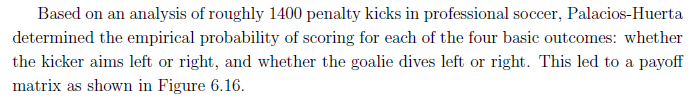 Based on an analysis of roughly 1400 penalty kicks in professional soccer, Palacios-Huerta
determined the empirical probability of scoring for each of the four basic outcomes: whether
the kicker aims left or right, and whether the goalie dives left or right. This led to a payoff
matrix as shown in Figure 6.16.